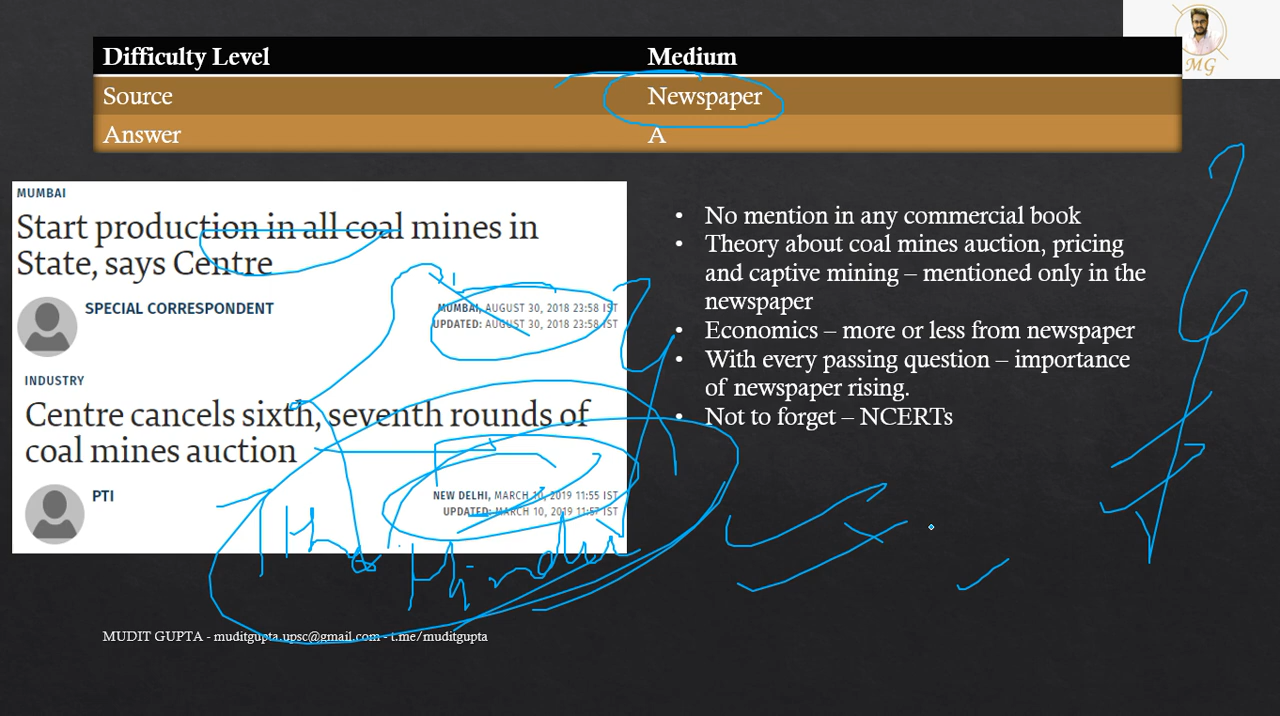 MG
Difficulty Level Medium
Source Newspaper
Answer A
MUMBAI
Start production in all coal mines in
State, says Centre
SPECIAL CORRESPONDENT
MUMBAI, AUGUST 30, 2018 23:58 IST
UPDATED: AUGUST 30, 2018 23:58 IST
INDUSTRY
Centre cancels sixth, seventh rounds of
coal mines auction
PTI
NEW DELHI, MARCH 10, 2019 11:55 IST
UPDATED: MARCH 10, 2019 11:57 IST
The Hindu
• No mention in any commercial book
• Theory about coal mines auction, pricing
and captive mining – mentioned only in the
newspaper
• Economics – more or less from newspaper
• With every passing question – importance
of newspaper rising.
• Not to forget – NCERTs
MUDIT GUPTA - muditgupta.upsc@gmail.com - t.me/muditgupta